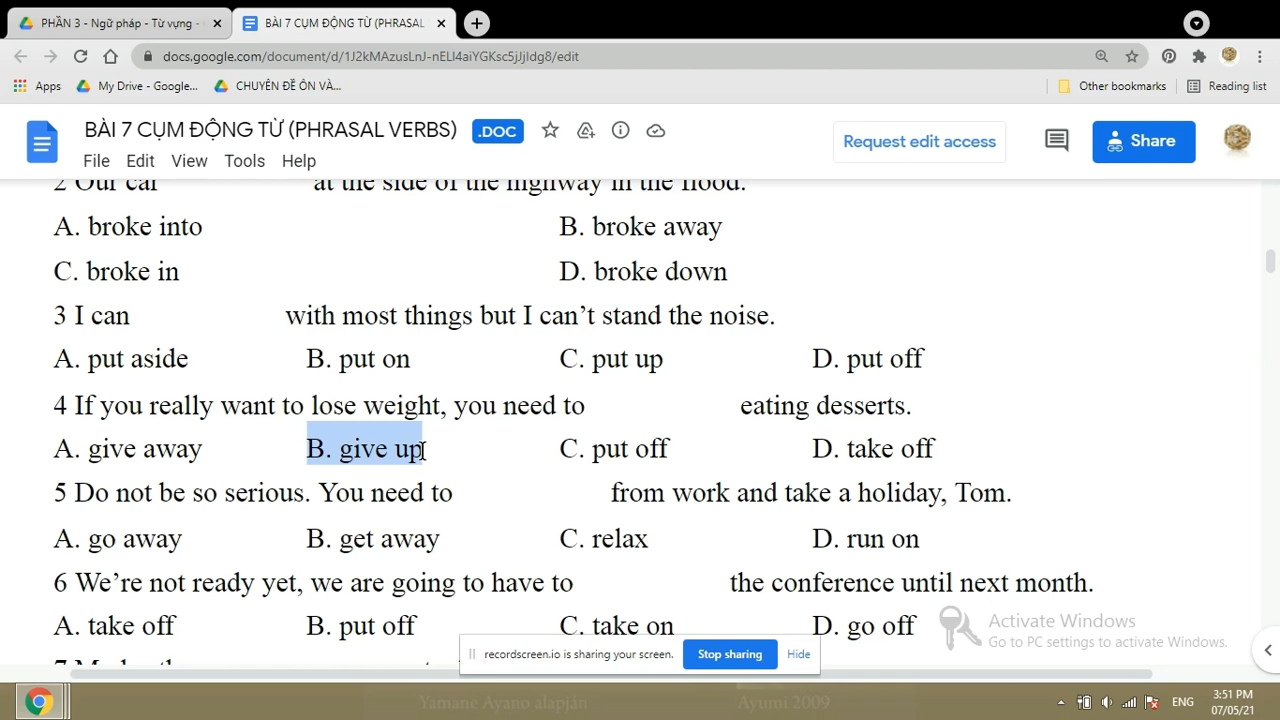 PHẦN 3 - Ngữ pháp - Từ vựng -
BÀI 7 CỤM ĐỘNG TỪ (PHRASAL
docs.google.com/document/d/1J2kMAzusLnJ-nELl4aiYGKsc5jJjIdg8/edit
Apps My Drive - Google... CHUYÊN ĐỀ ÔN VÀ... Other bookmarks Reading list
BÀI 7 CỤM ĐỘNG TỪ (PHRASAL VERBS) .DOC
Request edit access
Share
File Edit View Tools Help
2 Our car at the side of the highway in the flood.
A. broke into B. broke away
C. broke in D. broke down
3 I can with most things but I can’t stand the noise.
A. put aside B. put on C. put up D. put off
4 If you really want to lose weight, you need to eating desserts.
A. give away B. give up C. put off D. take off
5 Do not be so serious. You need to from work and take a holiday, Tom.
A. go away B. get away C. relax D. run on
6 We’re not ready yet, we are going to have to the conference until next month.
A. take off B. put off C. take on D. go off
Activate Windows
Go to PC settings to activate Windows.
recordscreen.io is sharing your screen. Stop sharing Hide
Yamane Ayano alapján Ayumi 2009
ENG
3:51 PM
07/05/21